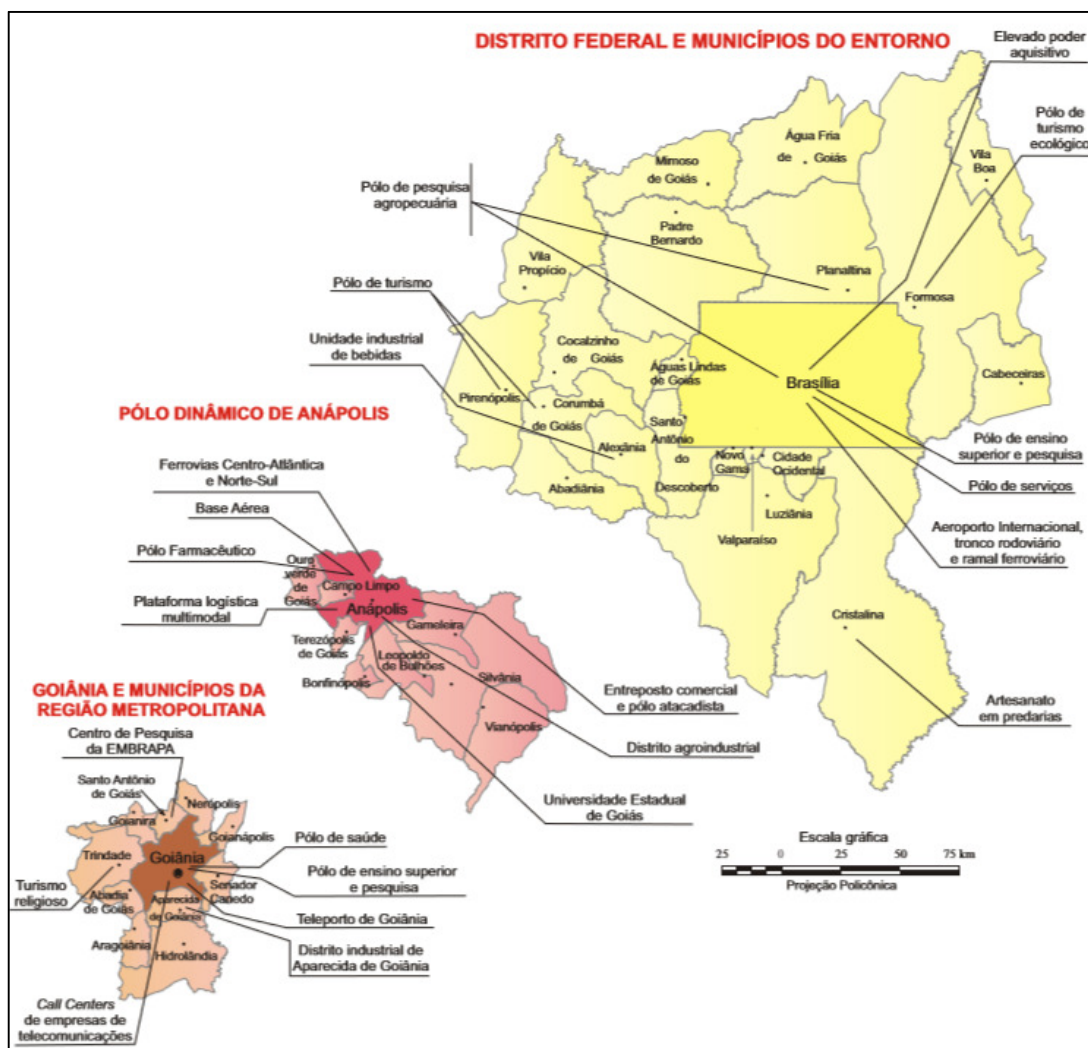 DISTRITO FEDERAL E MUNICÍPIOS DO ENTORNO
Elevado poder
aquisitivo
Pólo de
turismo
ecológico
Água Fria
de Goiás
Mimoso
de Goiás
Vila
Boa
Pólo de pesquisa
agropecuária
Padre
Bernardo
Vila
Propício
Planaltina
Pólo de turismo
Formosa
Unidade industrial
de bebidas
Cocalzinho
de Goiás
Águas Lindas
de Goiás
Brasília
Cabeceiras
Pirenópolis
Corumbá
de Goiás
Santo
Antônio
do
Descoberto
Alexânia
Abadiânia
Novo
Gama
Cidade
Ocidental
Luziânia
Valparaíso
Pólo de ensino
superior e pesquisa
Pólo de serviços
Aeroporto Internacional,
tronco rodoviário
e ramal ferroviário
Cristalina
Artesanato
em predarias
PÓLO DINÂMICO DE ANÁPOLIS
Ferrovias Centro-Atlântica
e Norte-Sul
Base Aérea
Pólo Farmacêutico
Plataforma logística
multimodal
Ouro
verde de
Goiás
Campo Limpo
Anápolis
Gameleira
Terezópolis
de Goiás
Leopoldo
de Bulhões
Bonfinópolis
Silvânia
Vianópolis
Entreposto comercial
e pólo atacadista
Distrito agroindustrial
Universidade Estadual
de Goiás
GOIÂNIA E MUNICÍPIOS DA
REGIÃO METROPOLITANA
Centro de Pesquisa
da EMBRAPA
Santo Antônio
de Goiás
Nerópolis
Goianira
Goianápolis
Trindade
Goiânia
Pólo de saúde
Pólo de ensino superior
e pesquisa
Turismo
religioso
Abadia
de Goiás
Aparecida
de Goiânia
Senador
Canedo
Teleporto de Goiânia
Aragoiânia
Hidrolândia
Distrito industrial de
Aparecida de Goiânia
Call Centers
de empresas de
telecomunicações
Escala gráfica
25 0 25 50 75 km
Projeção Policônica